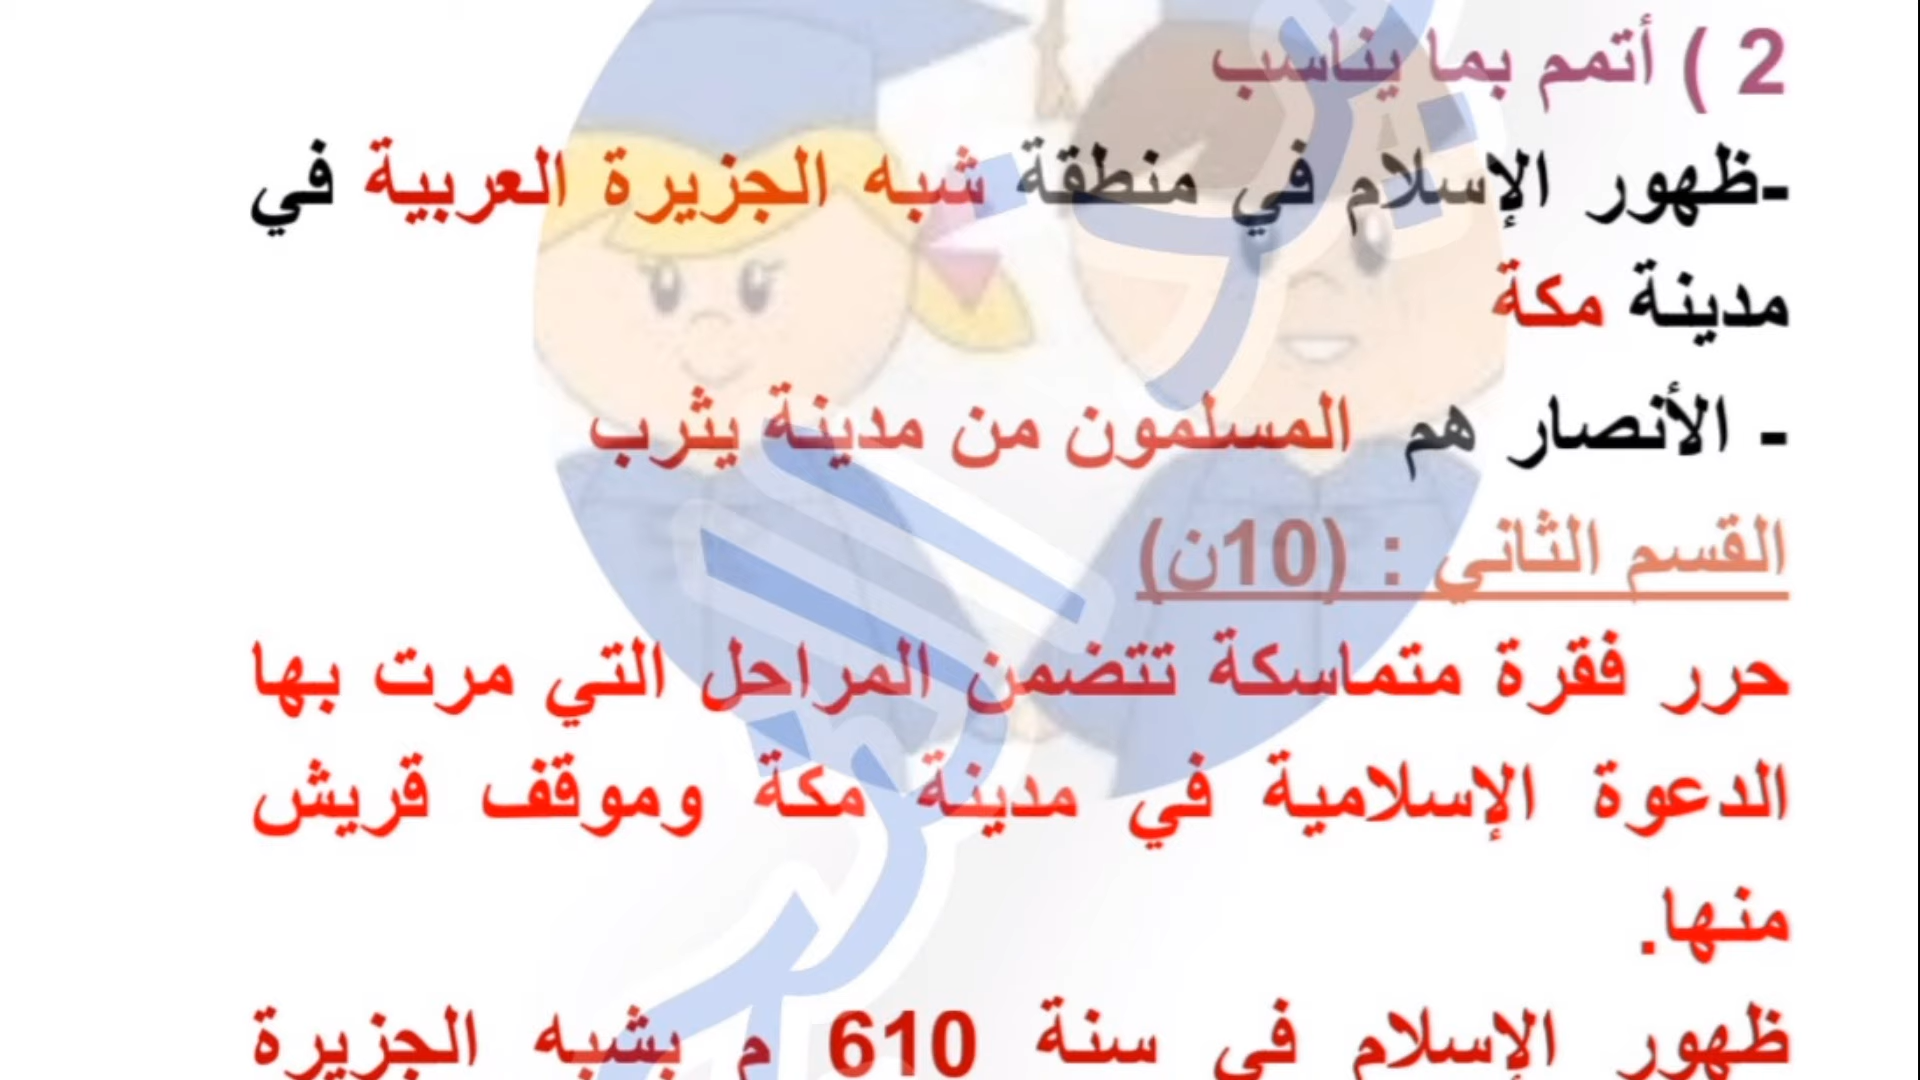 2 ) أتمم بما يناسب
-ظهور الإسلام في منطقة شبه الجزيرة العربية في
مدينة مكة
- الأنصار هم المسلمون من مدينة يثرب
القسم الثاني : (10ن)
حرر فقرة متماسكة تتضمن المراحل التي مرت بها
الدعوة الإسلامية في مدينة مكة وموقف قريش
منها.
ظهور الإسلام في سنة 610 م بشبه الجزيرة